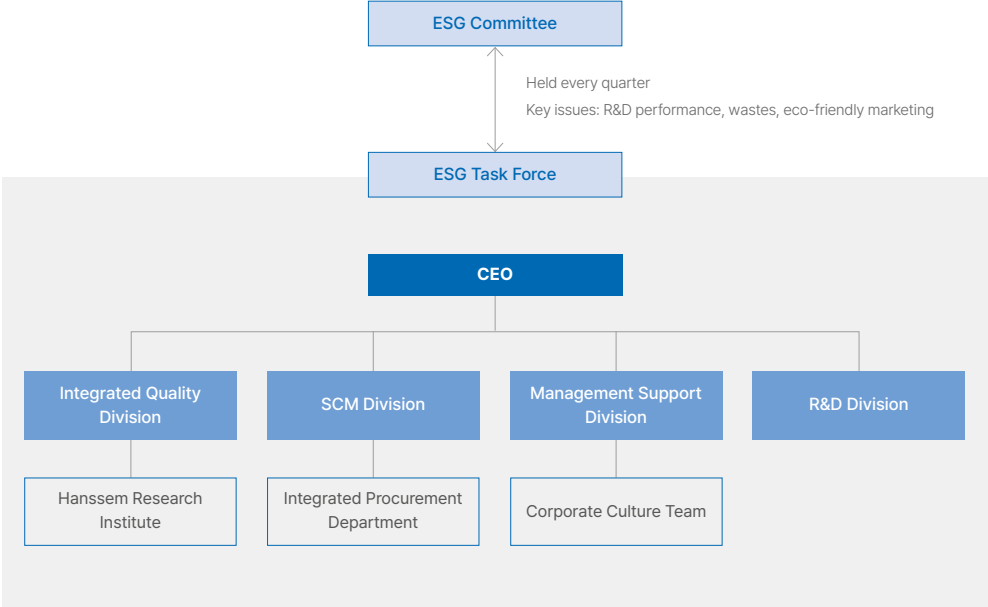 ESG Committee
Held every quarter
Key issues: R&D performance, wastes, eco-friendly marketing
ESG Task Force
CEO
Integrated Quality
Division
SCM Division
Management Support
Division
R&D Division
Hanssem Research
Institute
Integrated Procurement
Department
Corporate Culture Team